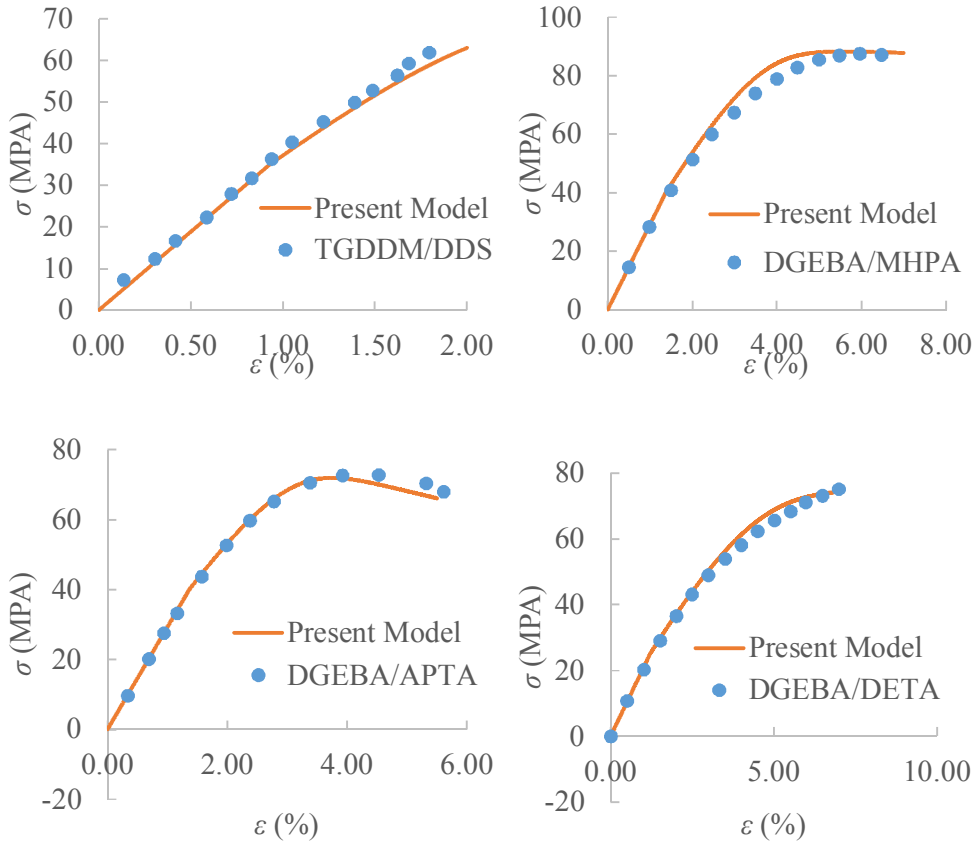 70
60
50
40
30
20
10
0
σ (MPA)
Present Model
TGDDM/DDS
0.00 0.50 1.00 1.50 2.00
ε (%)
100
80
60
40
20
0
σ (MPA)
Present Model
DGEBA/MHPA
0.00 2.00 4.00 6.00 8.00
ε (%)
80
60
40
20
0
-20
σ (MPA)
Present Model
DGEBA/APTA
0.00 2.00 4.00 6.00
ε (%)
80
60
40
20
0
-20
σ (MPA)
Present Model
DGEBA/DETA
0.00 5.00 10.00
ε (%)